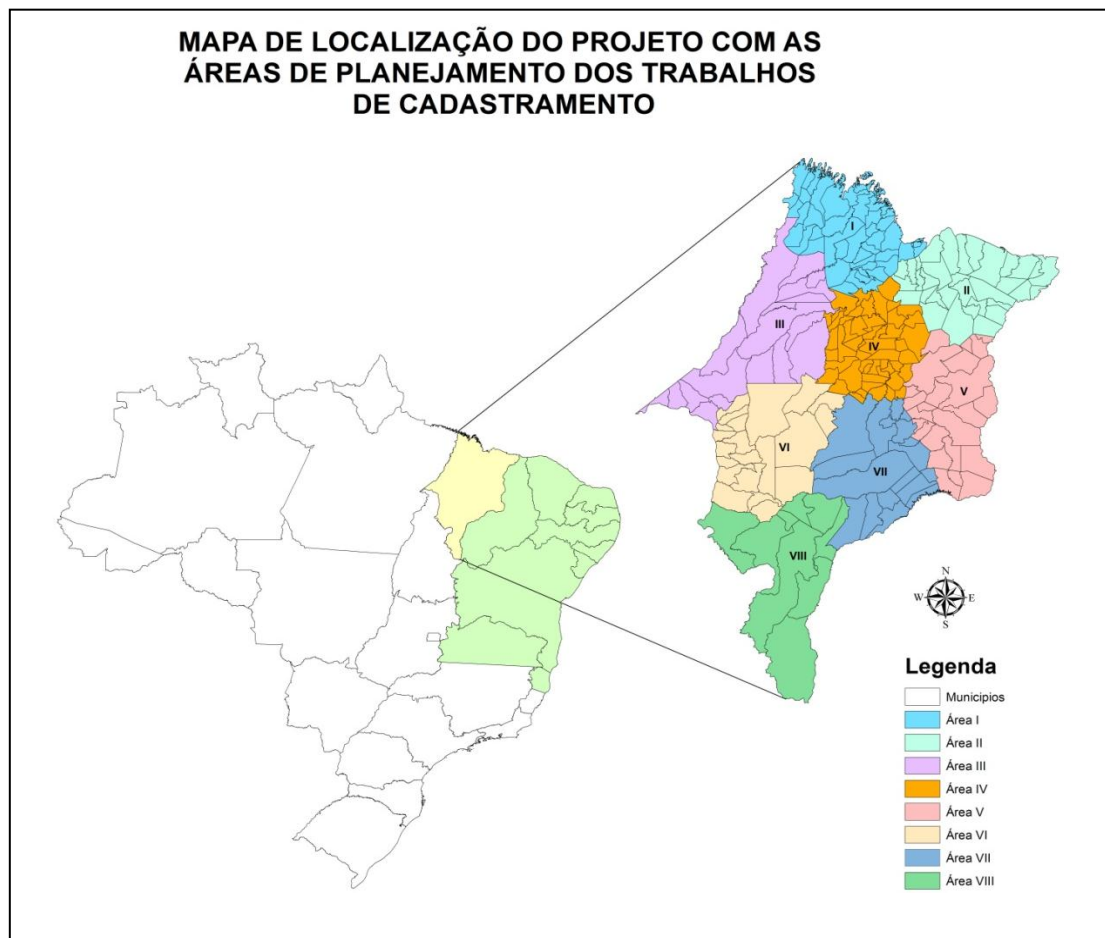 MAPA DE LOCALIZAÇÃO DO PROJETO COM AS
ÁREAS DE PLANEJAMENTO DOS TRABALHOS
DE CADASTRAMENTO
I
II
III
IV
V
VI
VII
VIII
N
W E
S
Legenda
Municipios
Área I
Área II
Área III
Área IV
Área V
Área VI
Área VII
Área VIII